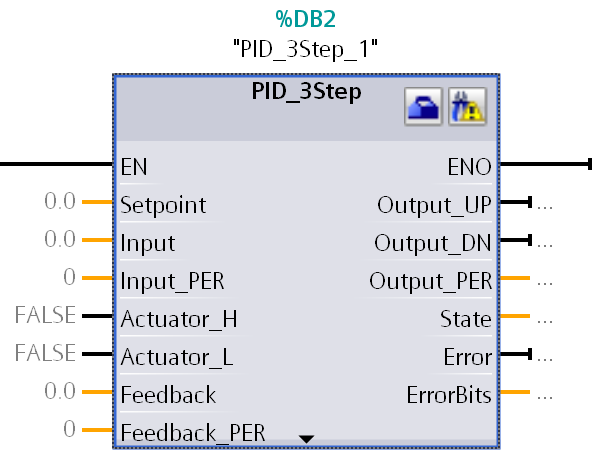 %DB2
"PID_3Step_1"
PID_3Step
EN ENO
0.0 Setpoint Output_UP ...
0.0 Input Output_DN ...
0 Input_PER Output_PER ...
FALSE Actuator_H State ...
FALSE Actuator_L Error ...
0.0 Feedback ErrorBits ...
0 Feedback_PER